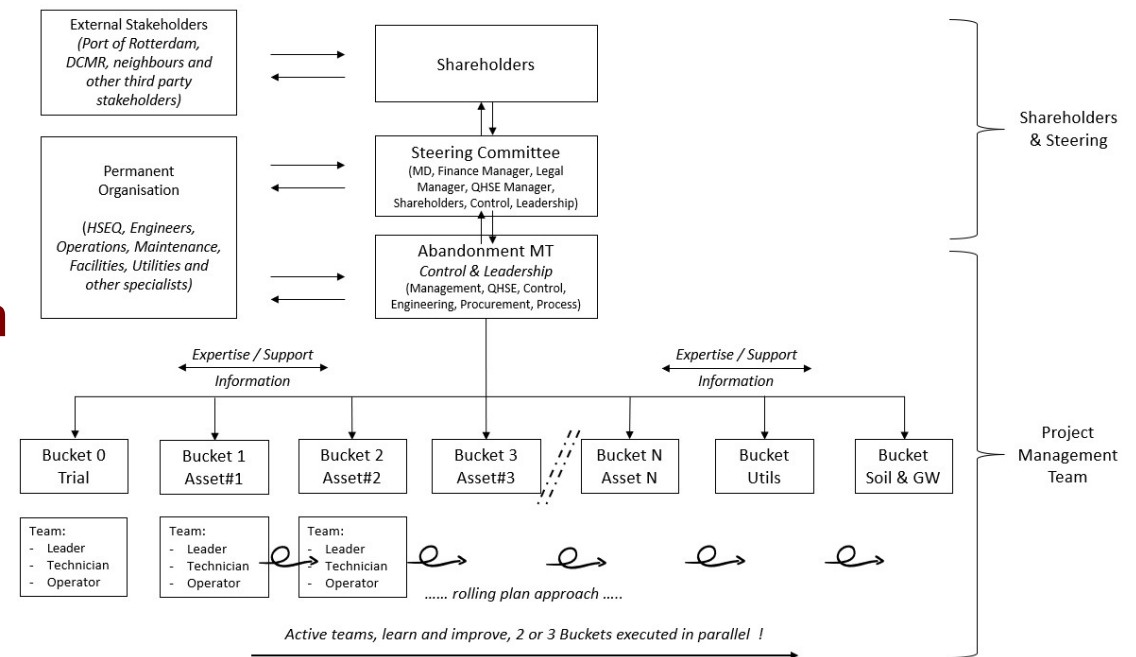 External Stakeholders
(Port of Rotterdam,
DCMR, neighbours and
other third party
stakeholders)
Shareholders
Shareholders
& Steering
Permanent
Organisation
(HSEQ, Engineers,
Operations, Maintenance,
Facilities, Utilities and
other specialists)
Steering Committee
(MD, Finance Manager, Legal
Manager, QHSE Manager,
Shareholders, Control, Leadership)
Abandonment MT
Control & Leadership
(Management, QHSE, Control,
Engineering, Procurement, Process)
n
Expertise / Support
Information
Expertise / Support
Information
Bucket 0
Trial
Bucket 1
Asset#1
Bucket 2
Asset#2
Bucket 3
Asset#3
Bucket N
Asset N
Bucket
Utils
Bucket
Soil & GW
Project
Management
Team
Team:
- Leader
- Technician
- Operator
Team:
- Leader
- Technician
- Operator
Team:
- Leader
- Technician
- Operator
...... rolling plan approach .....
Active teams, learn and improve, 2 or 3 Buckets executed in parallel !